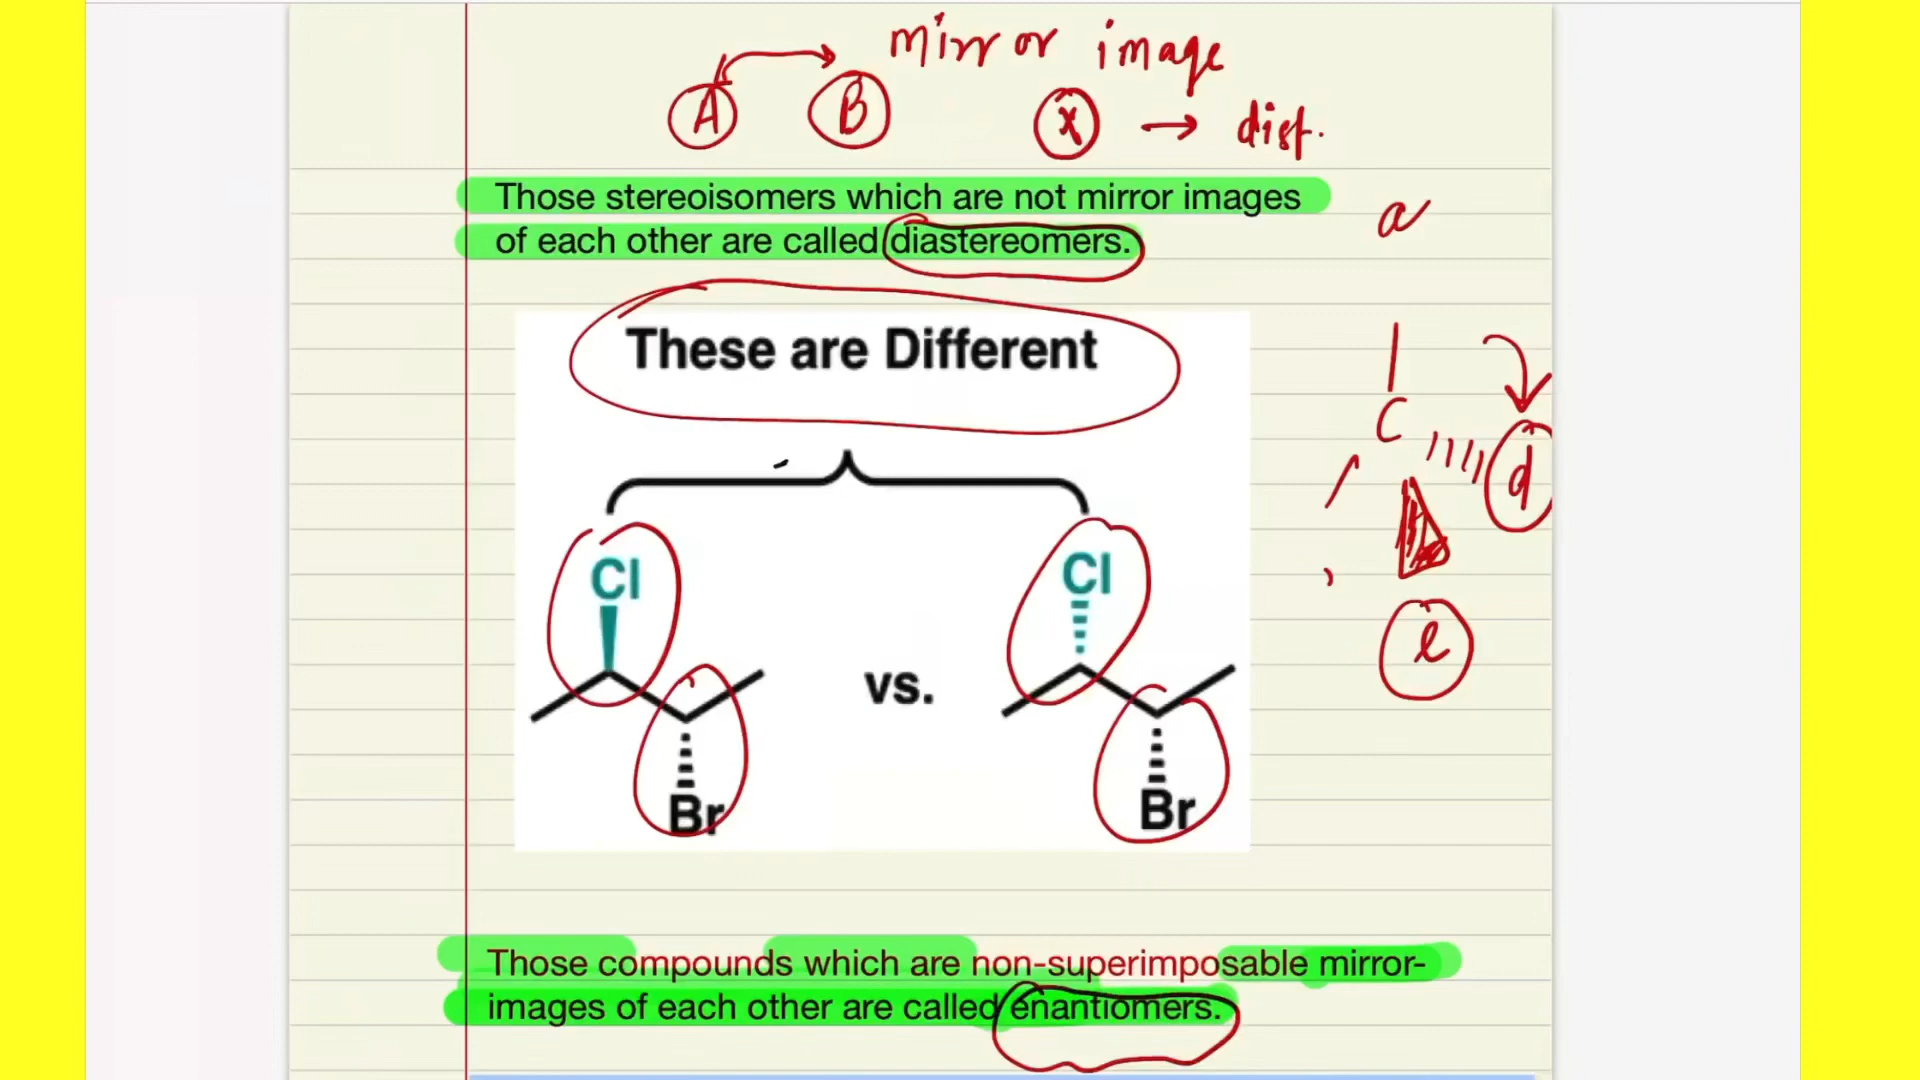 mirror image
A B x → dist.
Those stereoisomers which are not mirror images
of each other are called diastereomers.
a
These are Different
C
d
Cl Cl
e
vs.
Br Br
Those compounds which are non-superimposable mirror-
images of each other are called enantiomers.